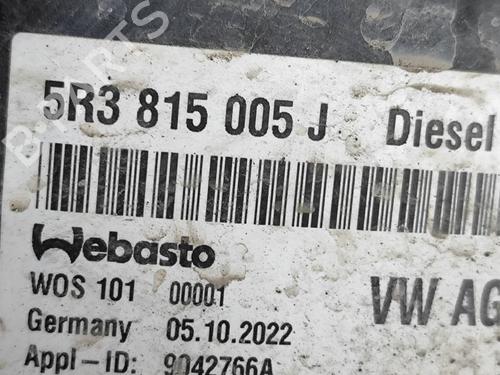 5R3 815 005 J Diesel
Webasto
WOS 101 00001 VW AG
Germany 05.10.2022
Appl-ID: 9042766A